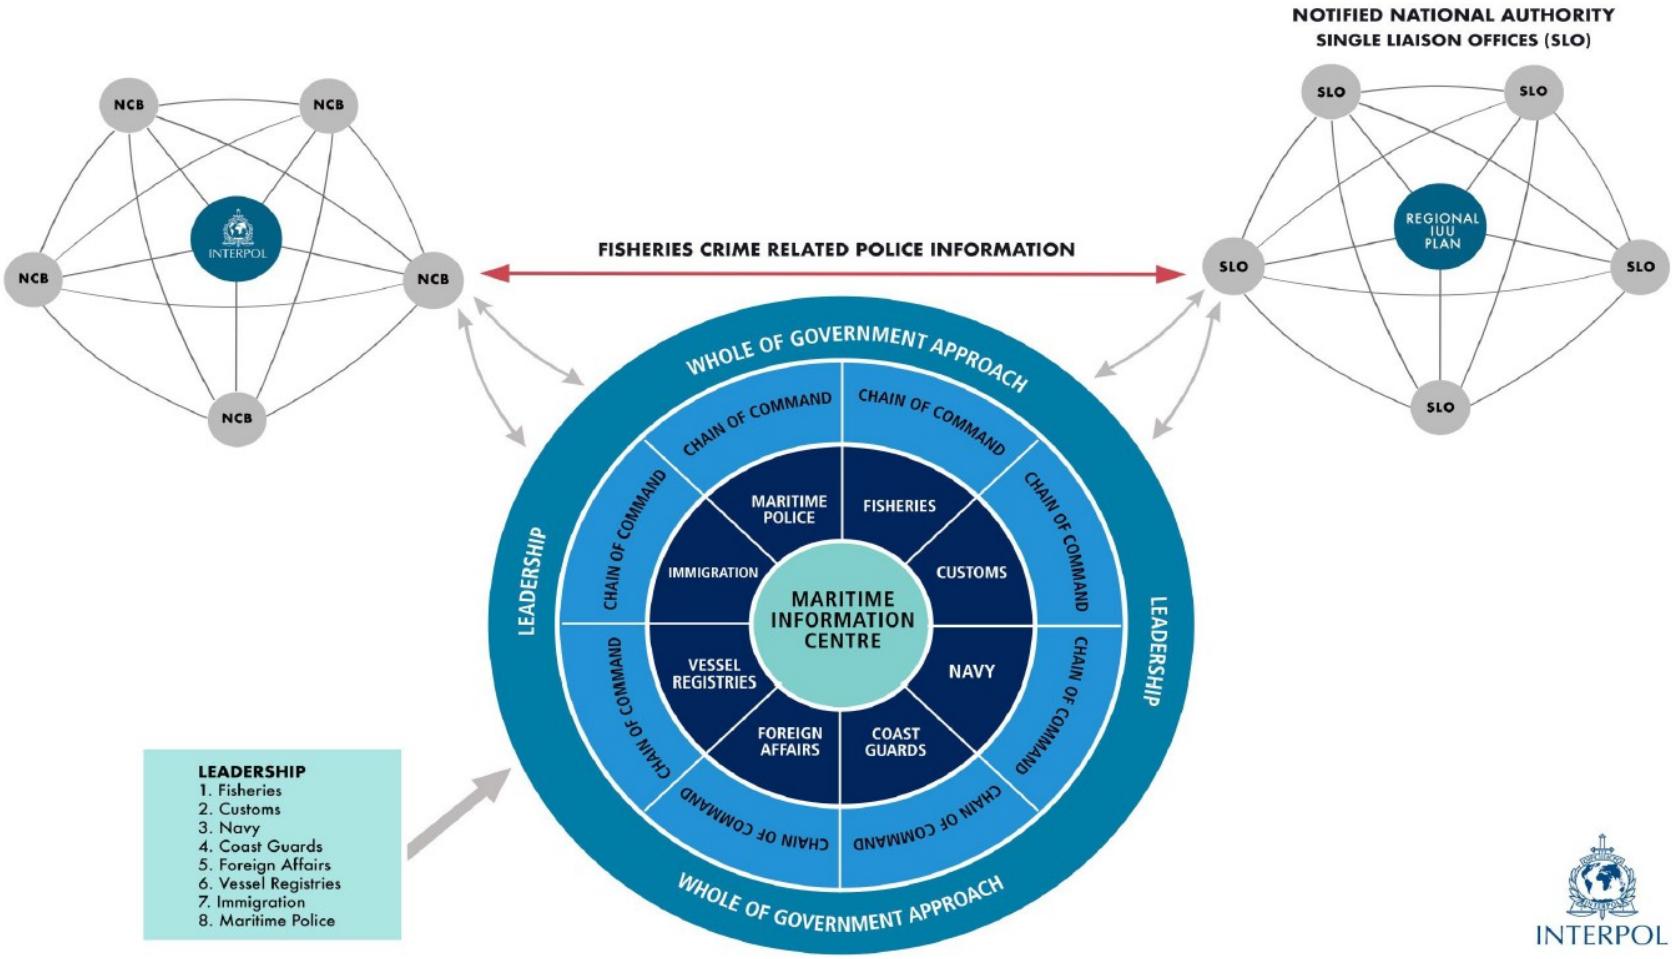 NOTIFIED NATIONAL AUTHORITY
SINGLE LIAISON OFFICES (SLO)
NCB
NCB
NCB
NCB
NCB
INTERPOL
SLO
SLO
SLO
SLO
SLO
REGIONAL
IUU
PLAN
FISHERIES CRIME RELATED POLICE INFORMATION
WHOLE OF GOVERNMENT APPROACH
LEADERSHIP
LEADERSHIP
WHOLE OF GOVERNMENT APPROACH
CHAIN OF COMMAND
CHAIN OF COMMAND
CHAIN OF COMMAND
CHAIN OF COMMAND
CHAIN OF COMMAND
CHAIN OF COMMAND
CHAIN OF COMMAND
CHAIN OF COMMAND
MARITIME
POLICE
FISHERIES
CUSTOMS
NAVY
COAST
GUARDS
FOREIGN
AFFAIRS
VESSEL
REGISTRIES
IMMIGRATION
MARITIME
INFORMATION
CENTRE
LEADERSHIP
1. Fisheries
2. Customs
3. Navy
4. Coast Guards
5. Foreign Affairs
6. Vessel Registries
7. Immigration
8. Maritime Police
INTERPOL